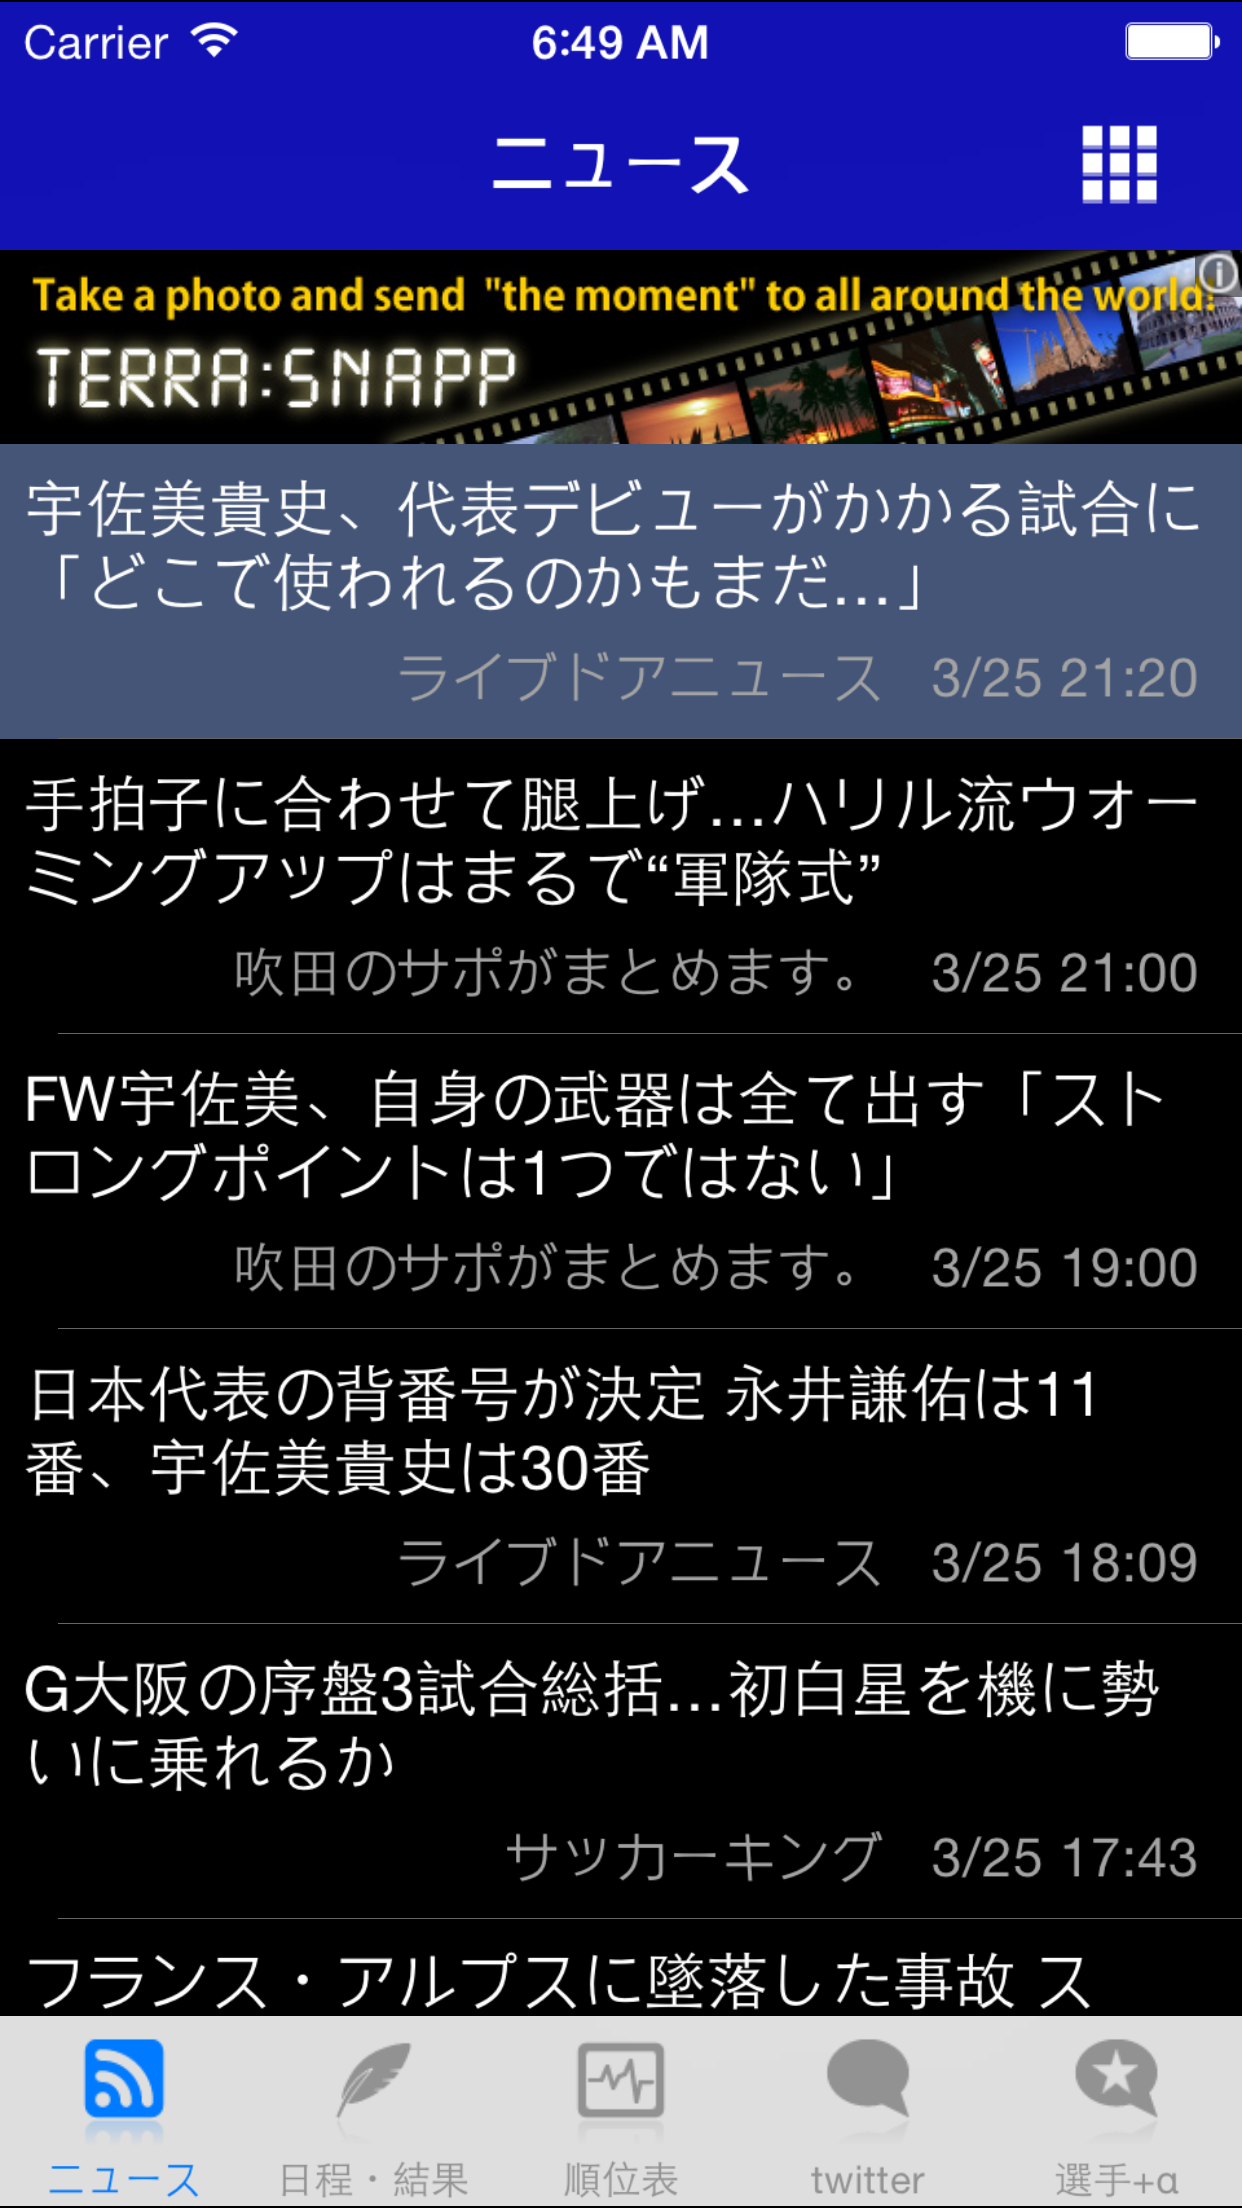 Carrier
6:49 AM
ニュース
Take a photo and send "the moment" to all around the world!
TERRA:SNAPP
宇佐美貴史、代表デビューがかかる試合に
「どこで使われるのかもまだ…」
ライブドアニュース 3/25 21:20
手拍子に合わせて腿上げ…ハリル流ウォー
ミングアップはまるで“軍隊式”
吹田のサポがまとめます。 3/25 21:00
FW宇佐美、自身の武器は全て出す「スト
ロングポイントは1つではない」
吹田のサポがまとめます。 3/25 19:00
日本代表の背番号が決定 永井謙佑は11
番、宇佐美貴史は30番
ライブドアニュース 3/25 18:09
G大阪の序盤3試合総括…初白星を機に勢
いに乗れるか
サッカーキング 3/25 17:43
フランス・アルプスに墜落した事故 ス
ニュース
日程・結果
順位表
twitter
選手+α